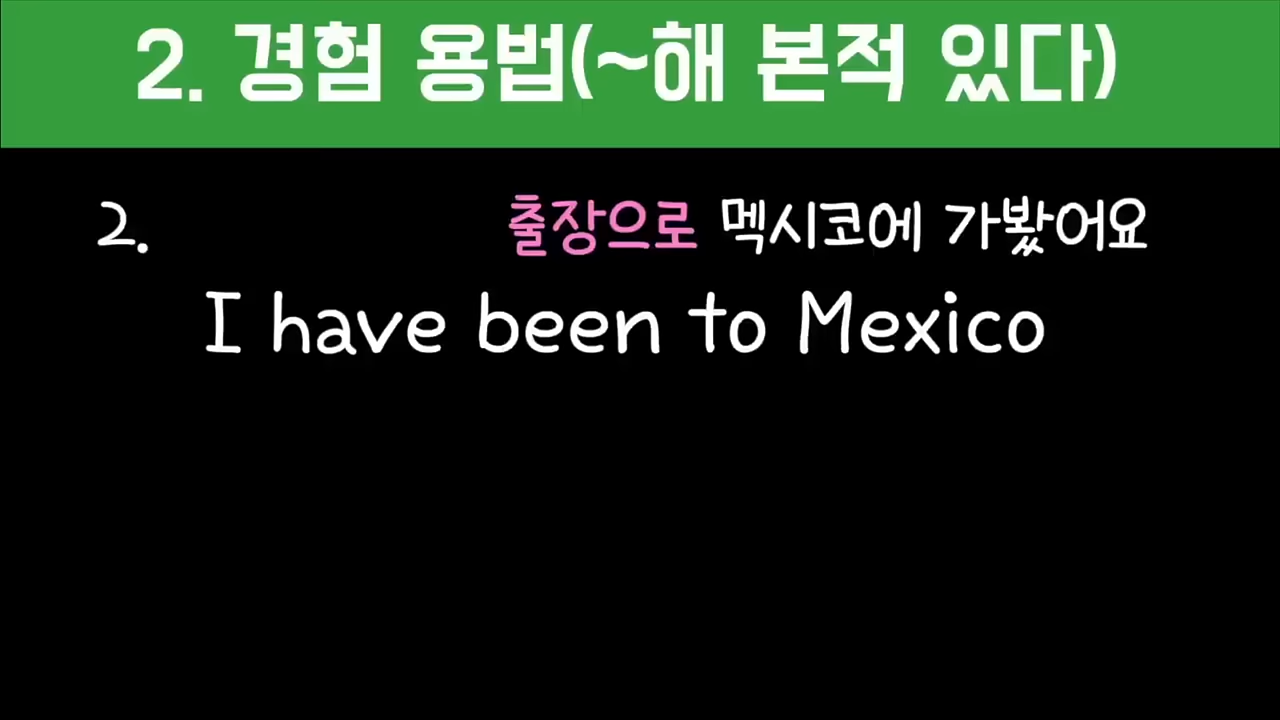 2. 경험 용법(~해 본적 있다)
2. 출장으로 멕시코에 가봤어요
I have been to Mexico